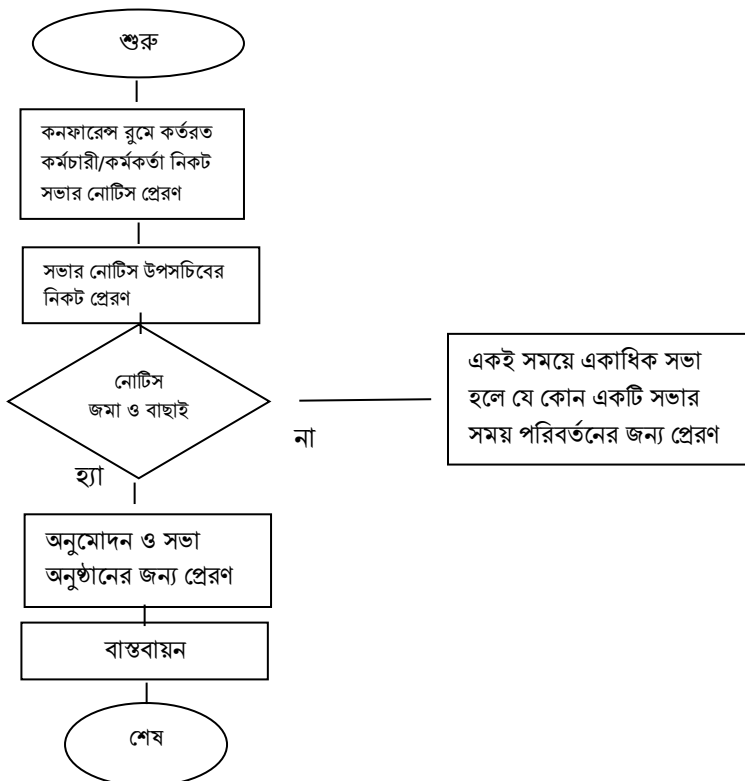 শুরু
কনফারেন্স রুমে কর্তরত
কর্মচারী/কর্মকর্তা নিকট
সভার নোটিস প্রেরণ
সভার নোটিস উপসচিবের
নিকট প্রেরণ
নোটিস
জমা ও বাছাই
একই সময়ে একাধিক সভা
হলে যে কোন একটি সভার
সময় পরিবর্তনের জন্য প্রেরণ
না
হ্যা
অনুমোদন ও সভা
অনুষ্ঠানের জন্য প্রেরণ
বাস্তবায়ন
শেষ